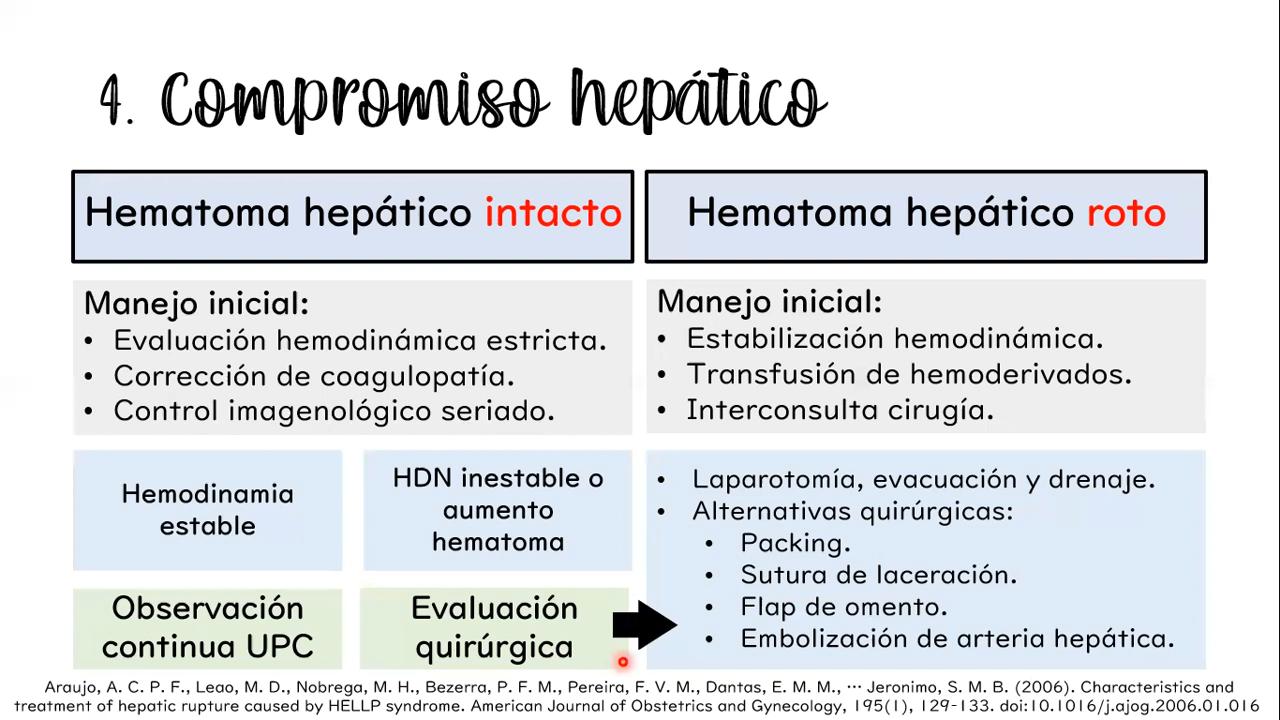 4. Compromiso hepático
Hematoma hepático intacto
Manejo inicial:
• Evaluación hemodinámica estricta.
• Corrección de coagulopatía.
• Control imagenológico seriado.
Hemodinamia
estable
HDN inestable o
aumento
hematoma
Observación
continua UPC
Evaluación
quirúrgica
Hematoma hepático roto
Manejo inicial:
• Estabilización hemodinámica.
• Transfusión de hemoderivados.
• Interconsulta cirugía.
• Laparotomía, evacuación y drenaje.
• Alternativas quirúrgicas:
• Packing.
• Sutura de laceración.
• Flap de omento.
• Embolización de arteria hepática.
Araujo, A. C. P. F., Leao, M. D., Nobrega, M. H., Bezerra, P. F. M., Pereira, F. V. M., Dantas, E. M. M., … Jeronimo, S. M. B. (2006). Characteristics and
treatment of hepatic rupture caused by HELLP syndrome. American Journal of Obstetrics and Gynecology, 195(1), 129-133. doi:10.1016/j.ajog.2006.01.016